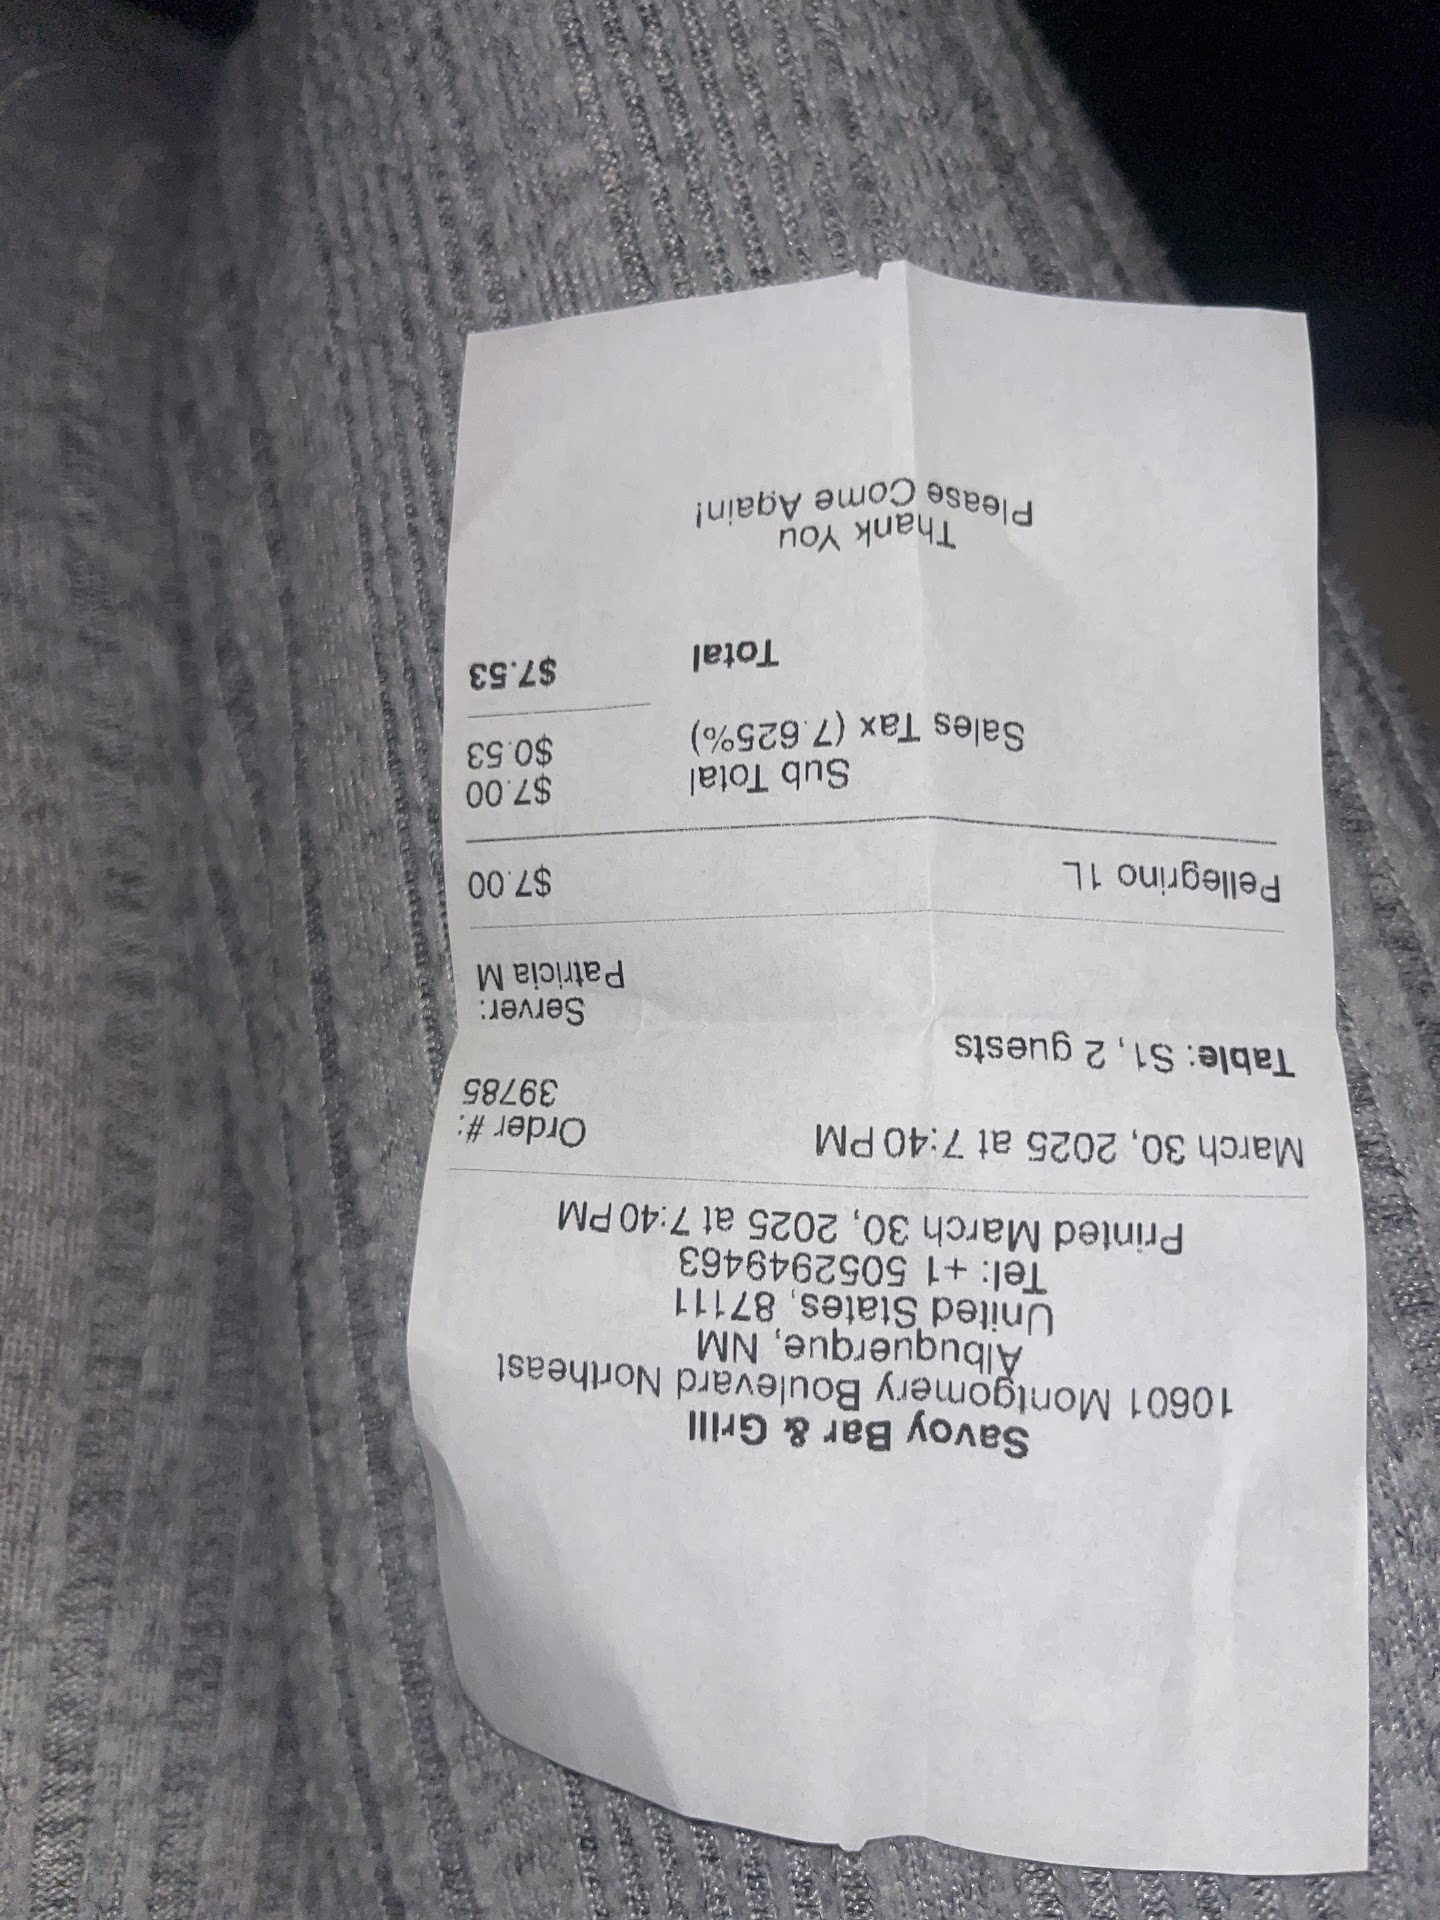 Savoy Bar & Grill
10601 Montgomery Boulevard Northeast
Albuquerque, NM
United States, 87111
Tel: +1 5052949463
Printed March 30, 2025 at 7:40 PM
March 30, 2025 at 7:40 PM
Order #:
39785
Table: S1, 2 guests
Server:
Patricia M
Pellegrino 1L $7.00
Sub Total $7.00
Sales Tax (7.625%) $0.53
Total $7.53
Thank You
Please Come Again!